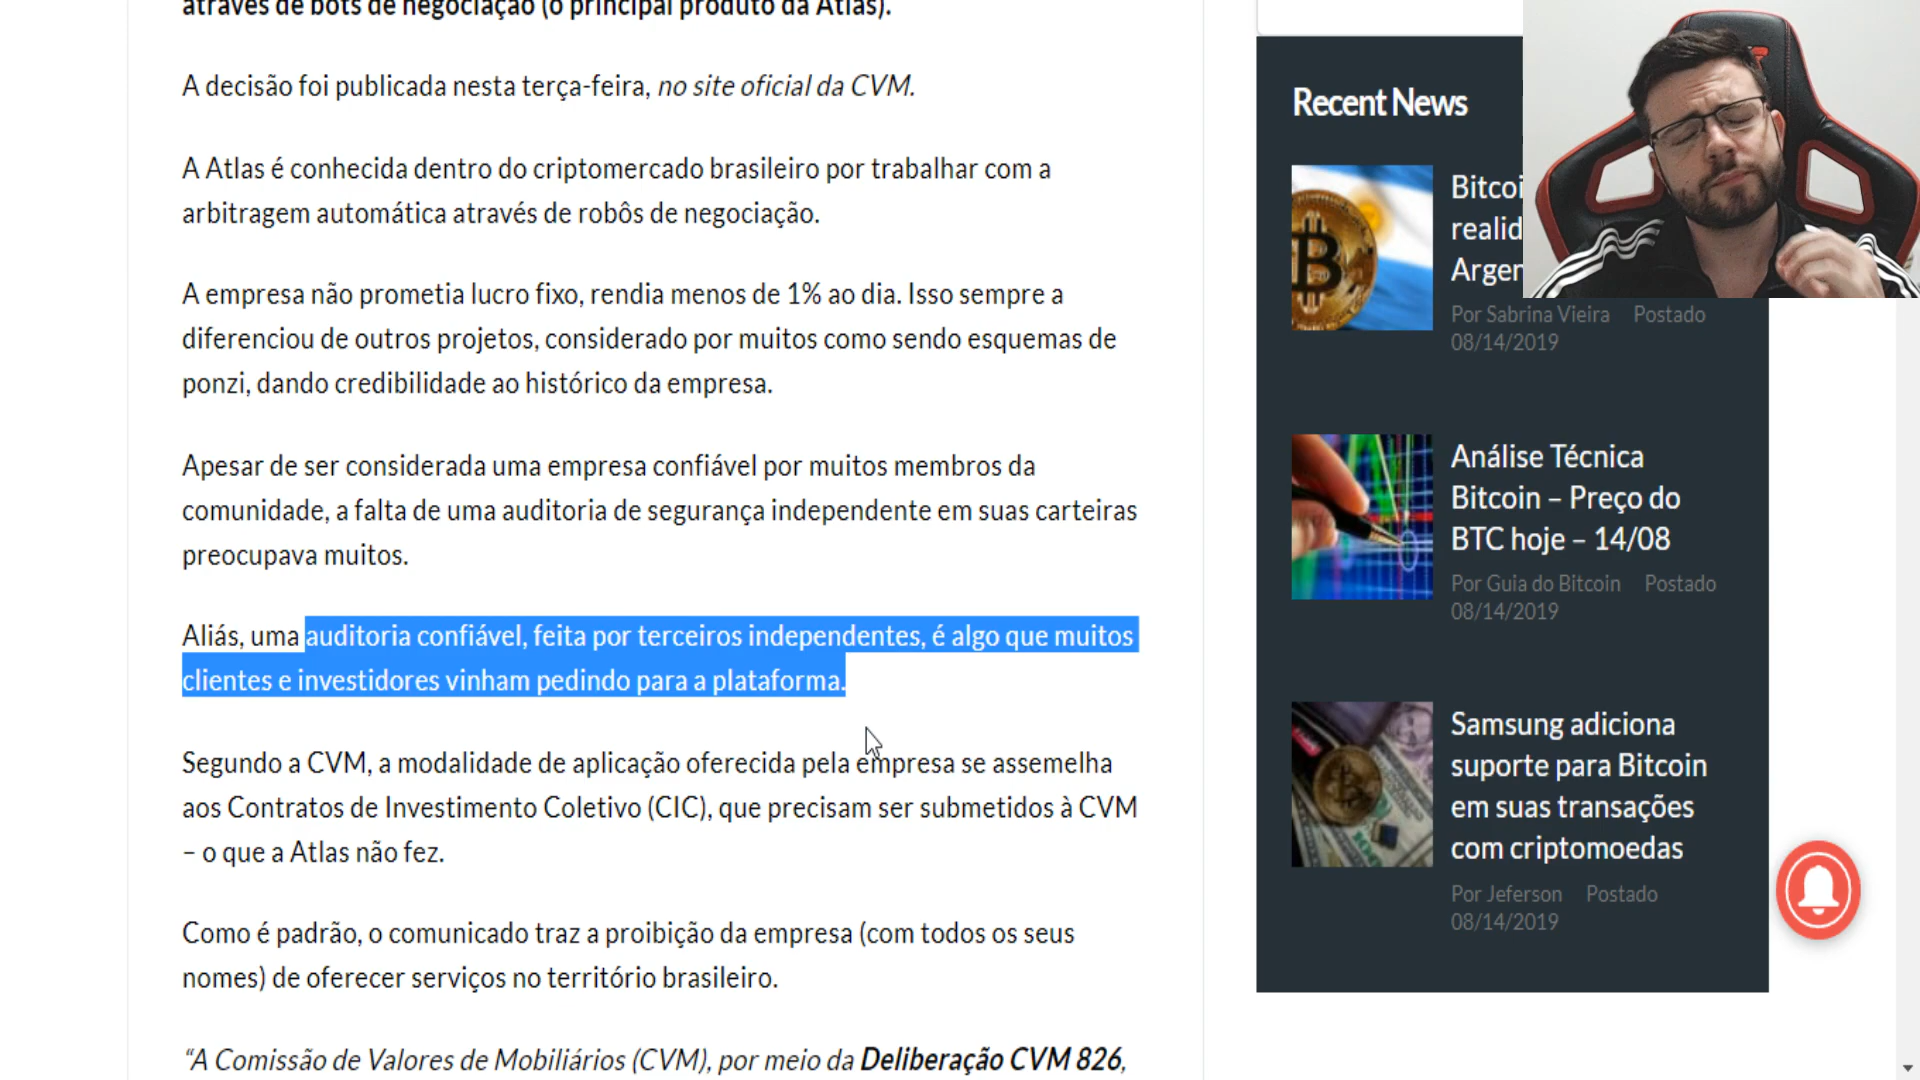 através de bots de negociação (o principal produto da Atlas).
A decisão foi publicada nesta terça-feira, no site oficial da CVM.
A Atlas é conhecida dentro do criptomercado brasileiro por trabalhar com a
arbitragem automática através de robôs de negociação.
A empresa não prometia lucro fixo, rendia menos de 1% ao dia. Isso sempre a
diferenciou de outros projetos, considerado por muitos como sendo esquemas de
ponzi, dando credibilidade ao histórico da empresa.
Apesar de ser considerada uma empresa confiável por muitos membros da
comunidade, a falta de uma auditoria de segurança independente em suas carteiras
preocupava muitos.
Aliás, uma auditoria confiável, feita por terceiros independentes, é algo que muitos
clientes e investidores vinham pedindo para a plataforma.
Segundo a CVM, a modalidade de aplicação oferecida pela empresa se assemelha
aos Contratos de Investimento Coletivo (CIC), que precisam ser submetidos à CVM
– o que a Atlas não fez.
Como é padrão, o comunicado traz a proibição da empresa (com todos os seus
nomes) de oferecer serviços no território brasileiro.
“A Comissão de Valores de Mobiliários (CVM), por meio da Deliberação CVM 826,
Recent News
Bitcoi
realid
Argen
Por Sabrina Vieira Postado
08/14/2019
Análise Técnica
Bitcoin – Preço do
BTC hoje – 14/08
Por Guia do Bitcoin Postado
08/14/2019
Samsung adiciona
suporte para Bitcoin
em suas transações
com criptomoedas
Por Jeferson Postado
08/14/2019